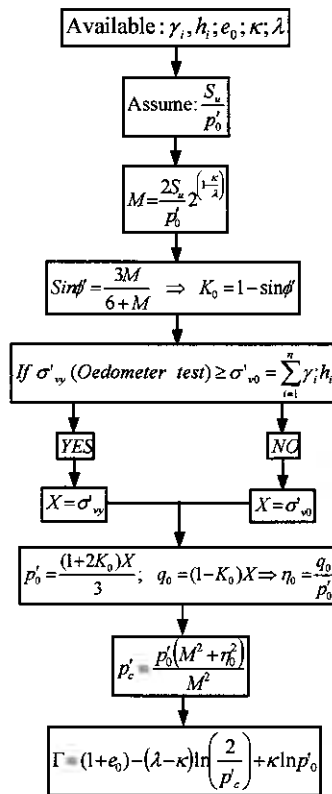 Available : γ_i, h_i; e_0; κ; λ
Assume: S_u/p'_0
M = (2S_u/p'_0) 2^(1-κ/λ)
Sinϕ' = 3M/(6+M) ⇒ K_0 = 1 − sinϕ'
If σ'_vy (Oedometer test) ≥ σ'_v0 = ∑_{i=1}^{n} γ'_i h_i
YES NO
X = σ'_vy X = σ'_v0
p'_0 = (1+2K_0)X/3; q_0 = (1−K_0)X ⇒ η_0 = q_0/p'_0
p'_c = p'_0(M^2 + η_0^2)/M^2
Γ = (1+e_0) − (λ−κ)ln(2/p'_c) + κ ln p'_0